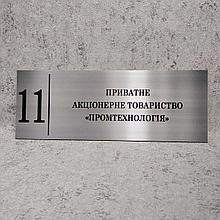 11
ПРИВАТНЕ
АКЦІОНЕРНЕ ТОВАРИСТВО
«ПРОМТЕХНОЛОГІЯ»